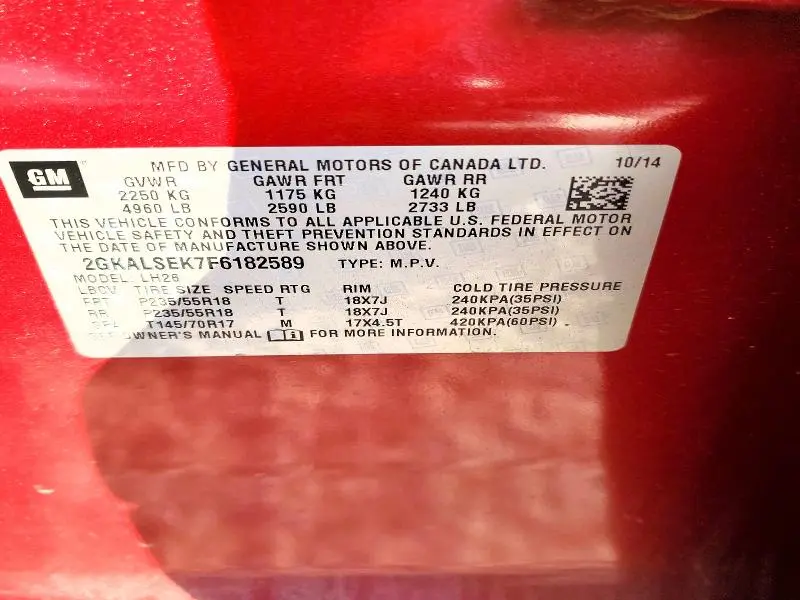 GM MFD BY GENERAL MOTORS OF CANADA LTD. 10/14
GVWR GAWR FRT GAWR RR
2250 KG 1175 KG 1240 KG
4960 LB 2590 LB 2733 LB
THIS VEHICLE CONFORMS TO ALL APPLICABLE U.S. FEDERAL MOTOR
VEHICLE SAFETY AND THEFT PREVENTION STANDARDS IN EFFECT ON
THE DATE OF MANUFACTURE SHOWN ABOVE.
2GKALSEK7F6182589 TYPE: M.P.V.
MODEL: LH26
LBCV TIRE SIZE SPEED RTG RIM COLD TIRE PRESSURE
FRT P235/55R18 T 18X7J 240KPA(35PSI)
RR P235/55R18 T 18X7J 240KPA(35PSI)
SPA T145/70R17 M 17X4.5T 420KPA(60PSI)
SEE OWNER'S MANUAL FOR MORE INFORMATION.